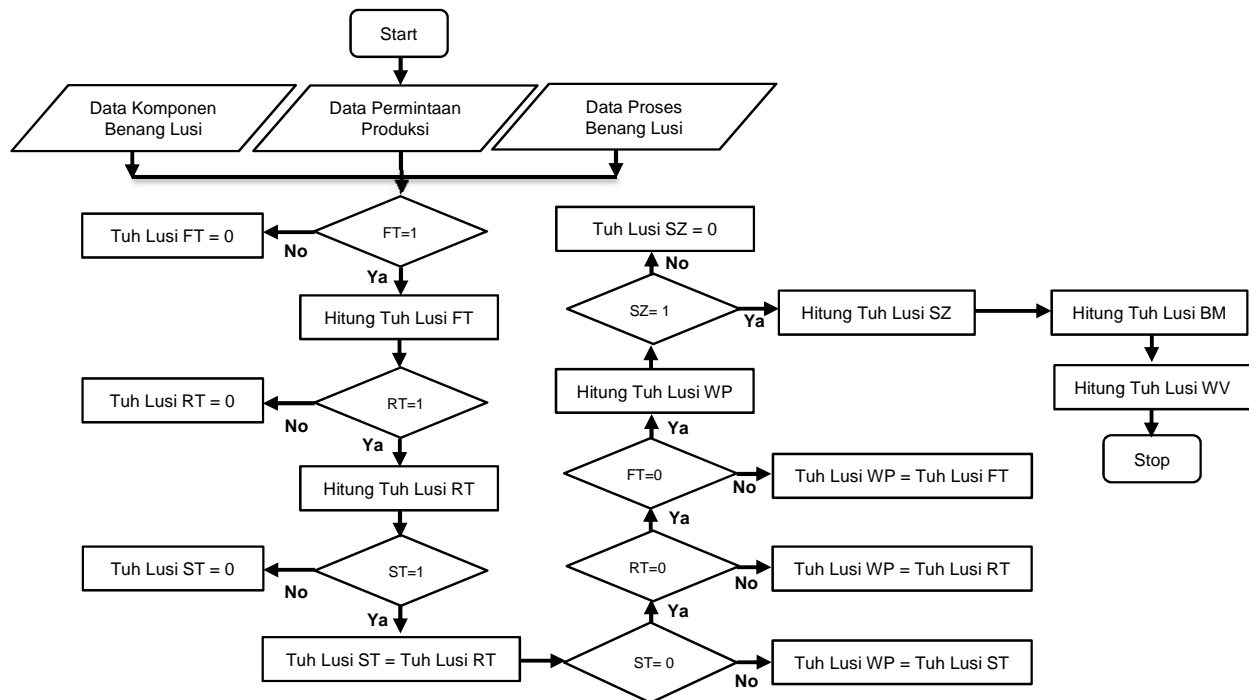 Start
Data Komponen
Benang Lusi
Data Permintaan
Produksi
Data Proses
Benang Lusi
FT=1
No
Tuh Lusi FT = 0
Ya
Hitung Tuh Lusi FT
RT=1
No
Tuh Lusi RT = 0
Ya
Hitung Tuh Lusi RT
ST=1
No
Tuh Lusi ST = 0
Ya
Tuh Lusi ST = Tuh Lusi RT
ST= 0
No
Tuh Lusi WP = Tuh Lusi ST
Ya
RT=0
No
Tuh Lusi WP = Tuh Lusi RT
Ya
FT=0
No
Tuh Lusi WP = Tuh Lusi FT
Ya
Hitung Tuh Lusi WP
SZ= 1
No
Tuh Lusi SZ = 0
Ya
Hitung Tuh Lusi SZ
Hitung Tuh Lusi BM
Hitung Tuh Lusi WV
Stop